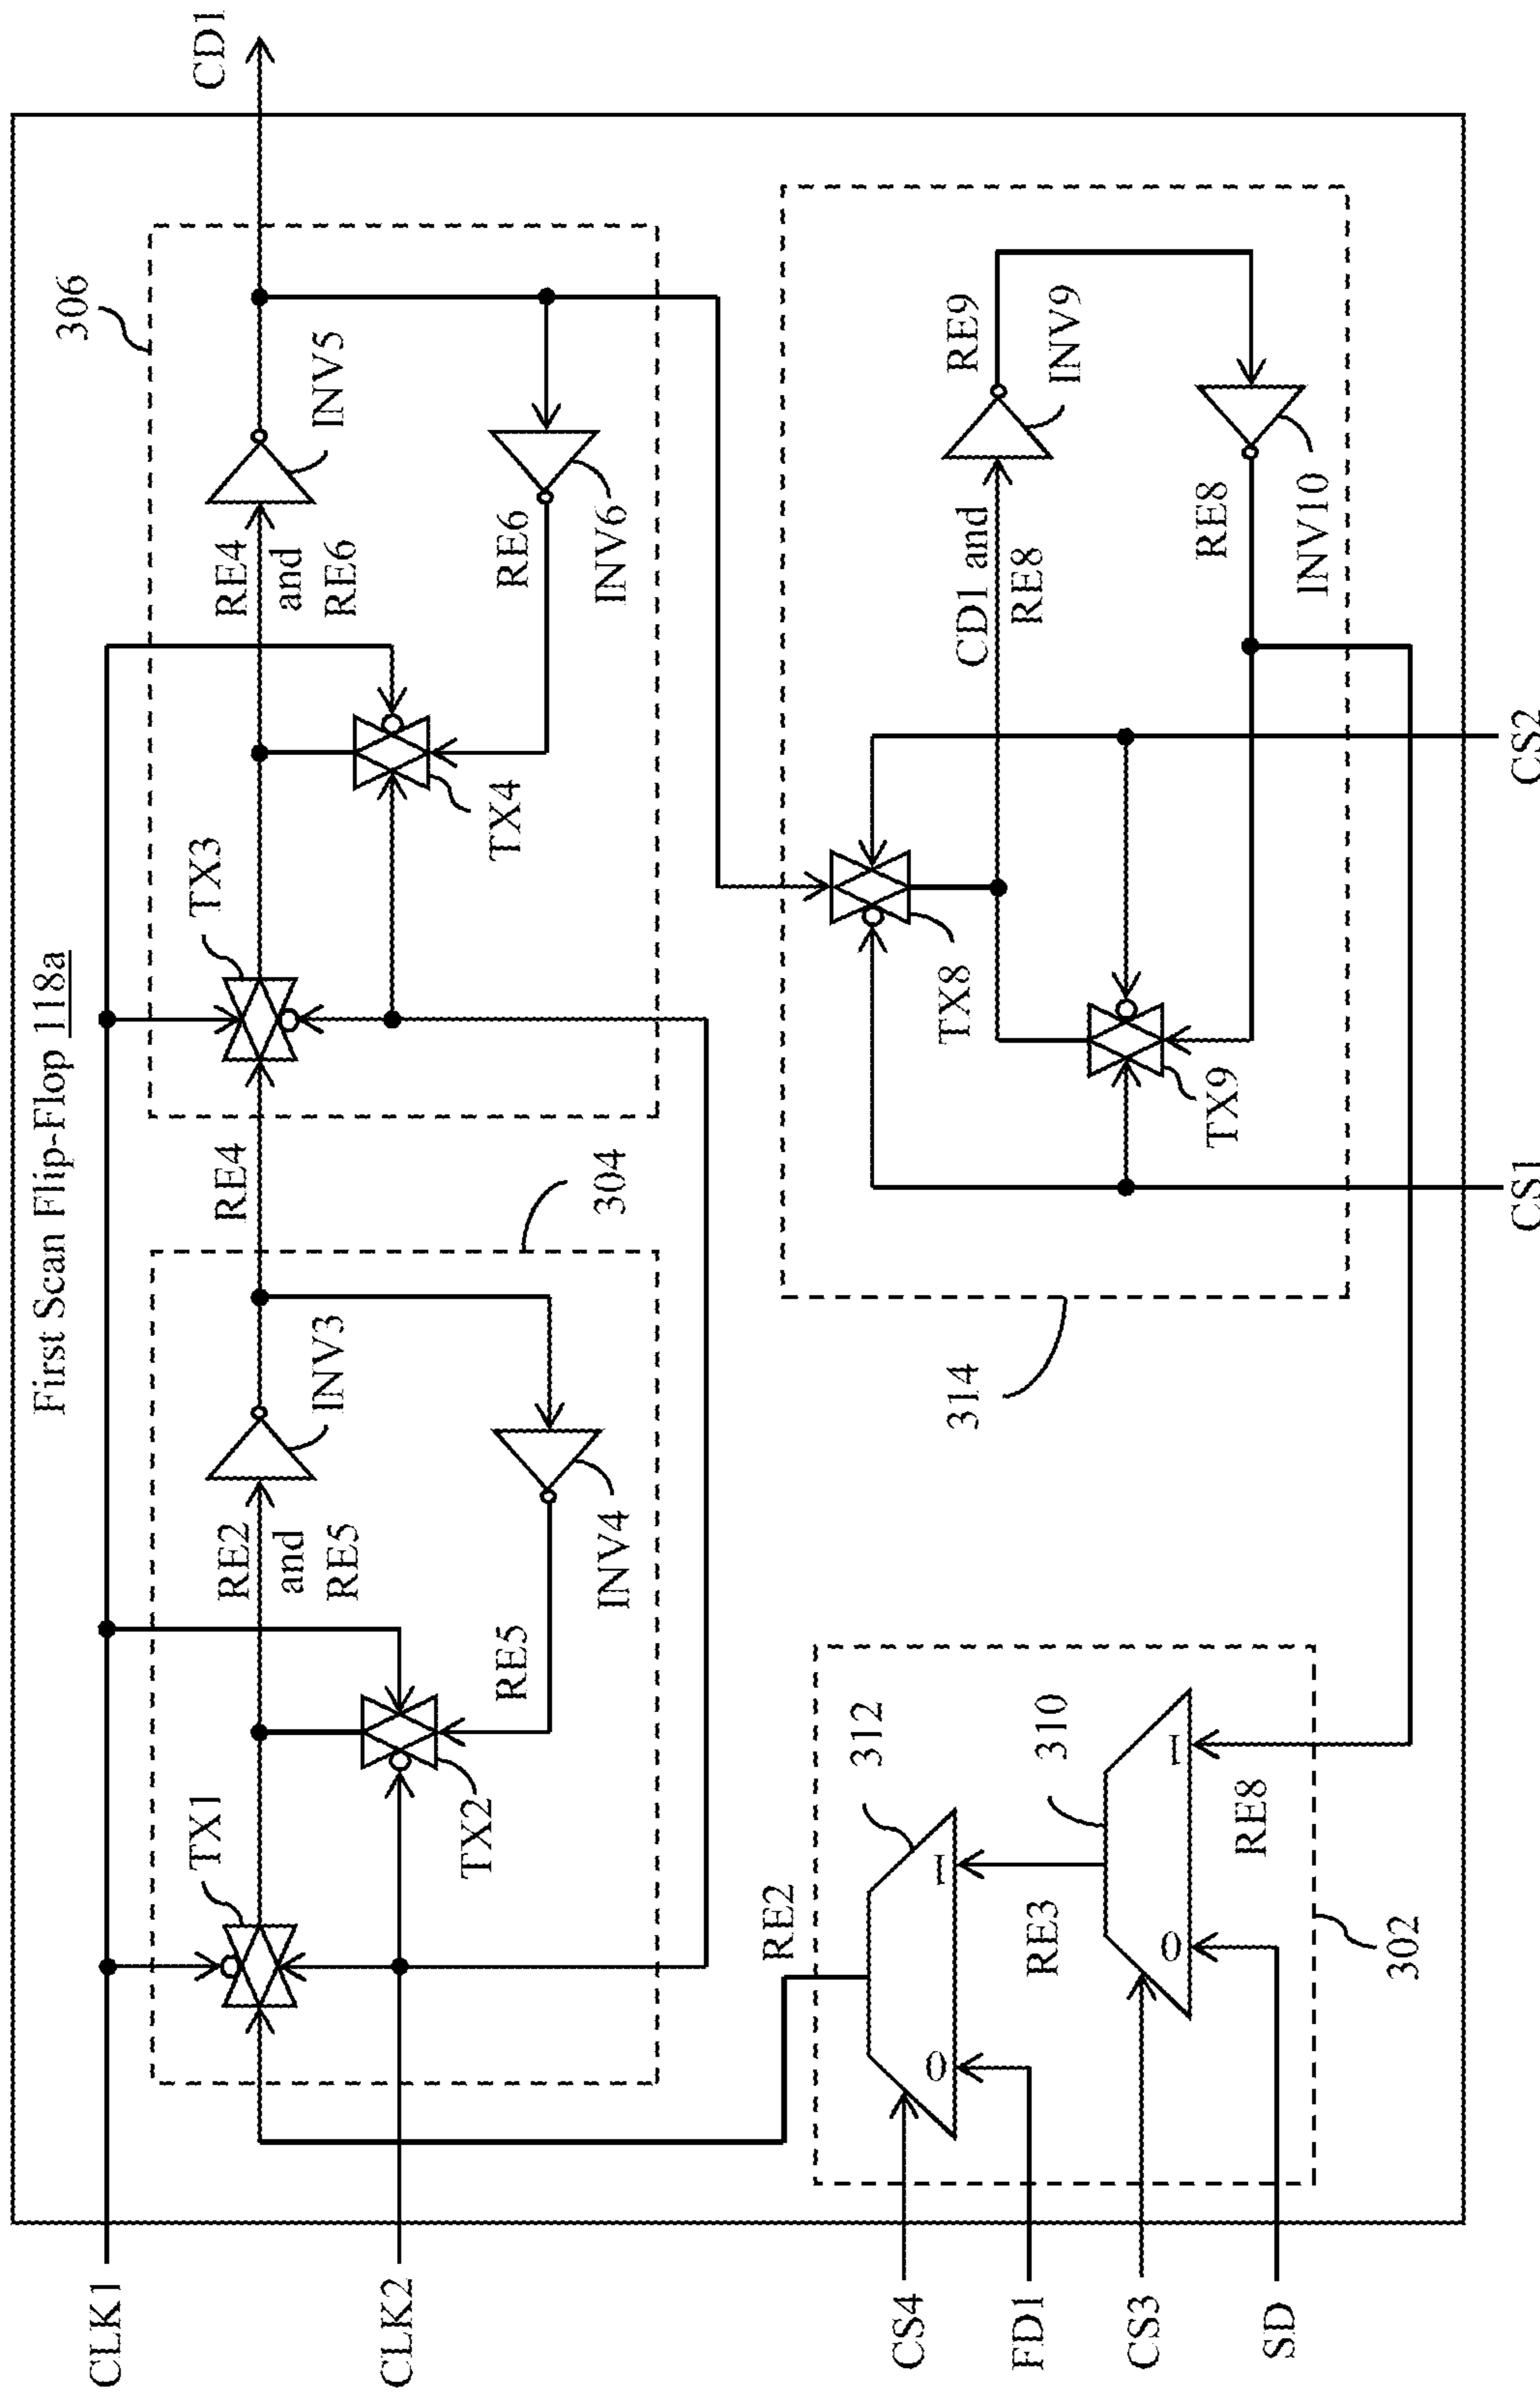 First Scan Flip-Flop 118a
CLK1
CLK2
CS4
FD1
CS3
SD
TX1
TX2
RE2
and
RE5
INV3
RE5
INV4
304
RE4
TX3
TX4
RE4
and
RE6
INV5
RE6
INV6
306
CD1
RE2
312
0
1
RE3
310
0
1
RE8
302
314
TX8
TX9
CD1 and
RE8
RE9
INV9
RE8
INV10
CS1
CS2